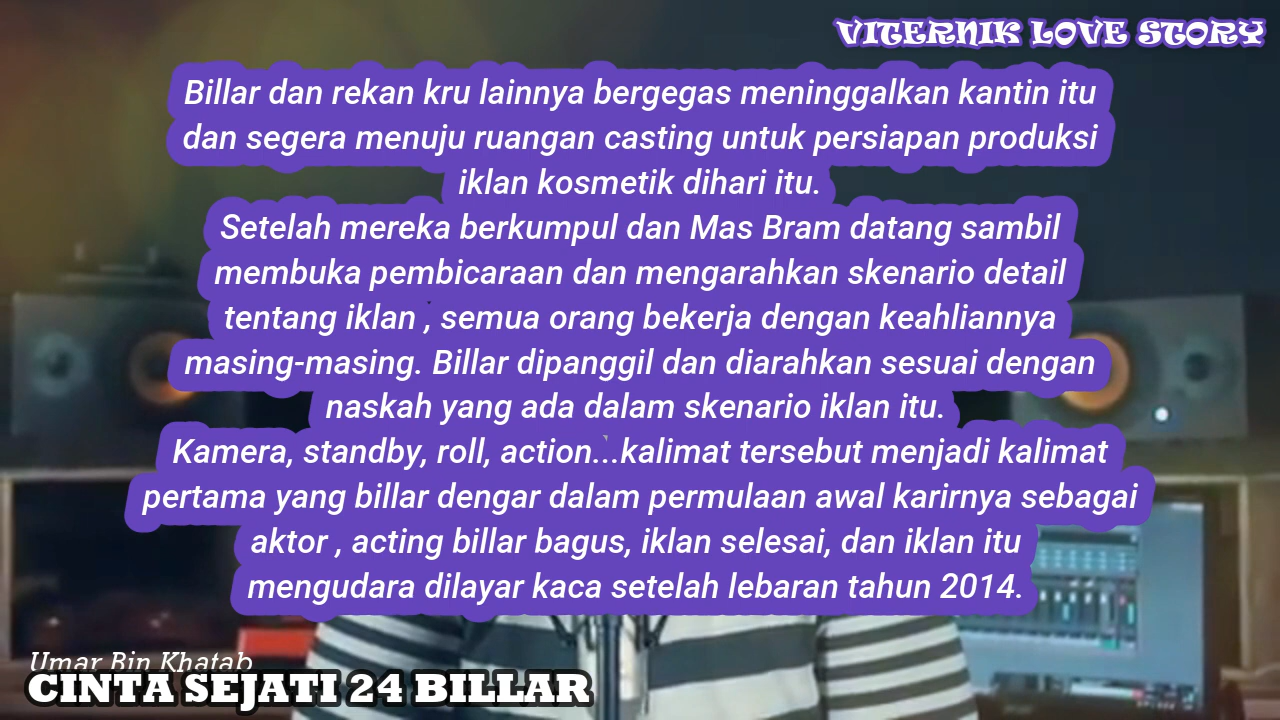 VITERNIK LOVE STORY
Billar dan rekan kru lainnya bergegas meninggalkan kantin itu
dan segera menuju ruangan casting untuk persiapan produksi
iklan kosmetik dihari itu.
Setelah mereka berkumpul dan Mas Bram datang sambil
membuka pembicaraan dan mengarahkan skenario detail
tentang iklan , semua orang bekerja dengan keahliannya
masing-masing. Billar dipanggil dan diarahkan sesuai dengan
naskah yang ada dalam skenario iklan itu.
Kamera, standby, roll, action...kalimat tersebut menjadi kalimat
pertama yang billar dengar dalam permulaan awal karirnya sebagai
aktor , acting billar bagus, iklan selesai, dan iklan itu
mengudara dilayar kaca setelah lebaran tahun 2014.
Umar Bin Khatab
CINTA SEJATI 24 BILLAR